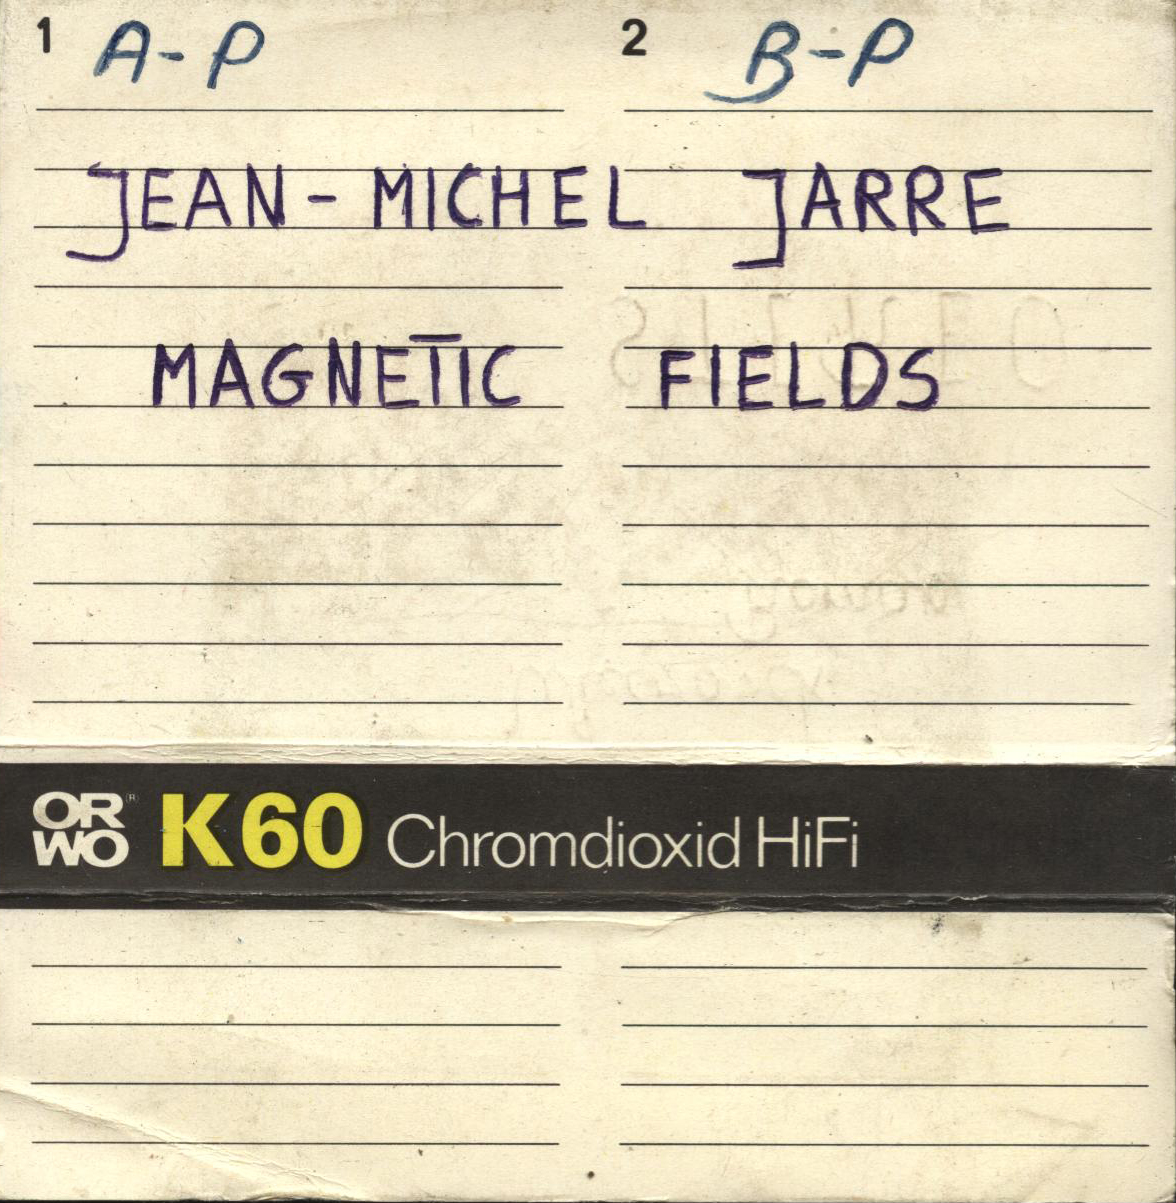 1 A-P 2 B-P
JEAN-MICHEL JARRE
MAGNETIC FIELDS
ORWO® K60 Chromdioxid HiFi